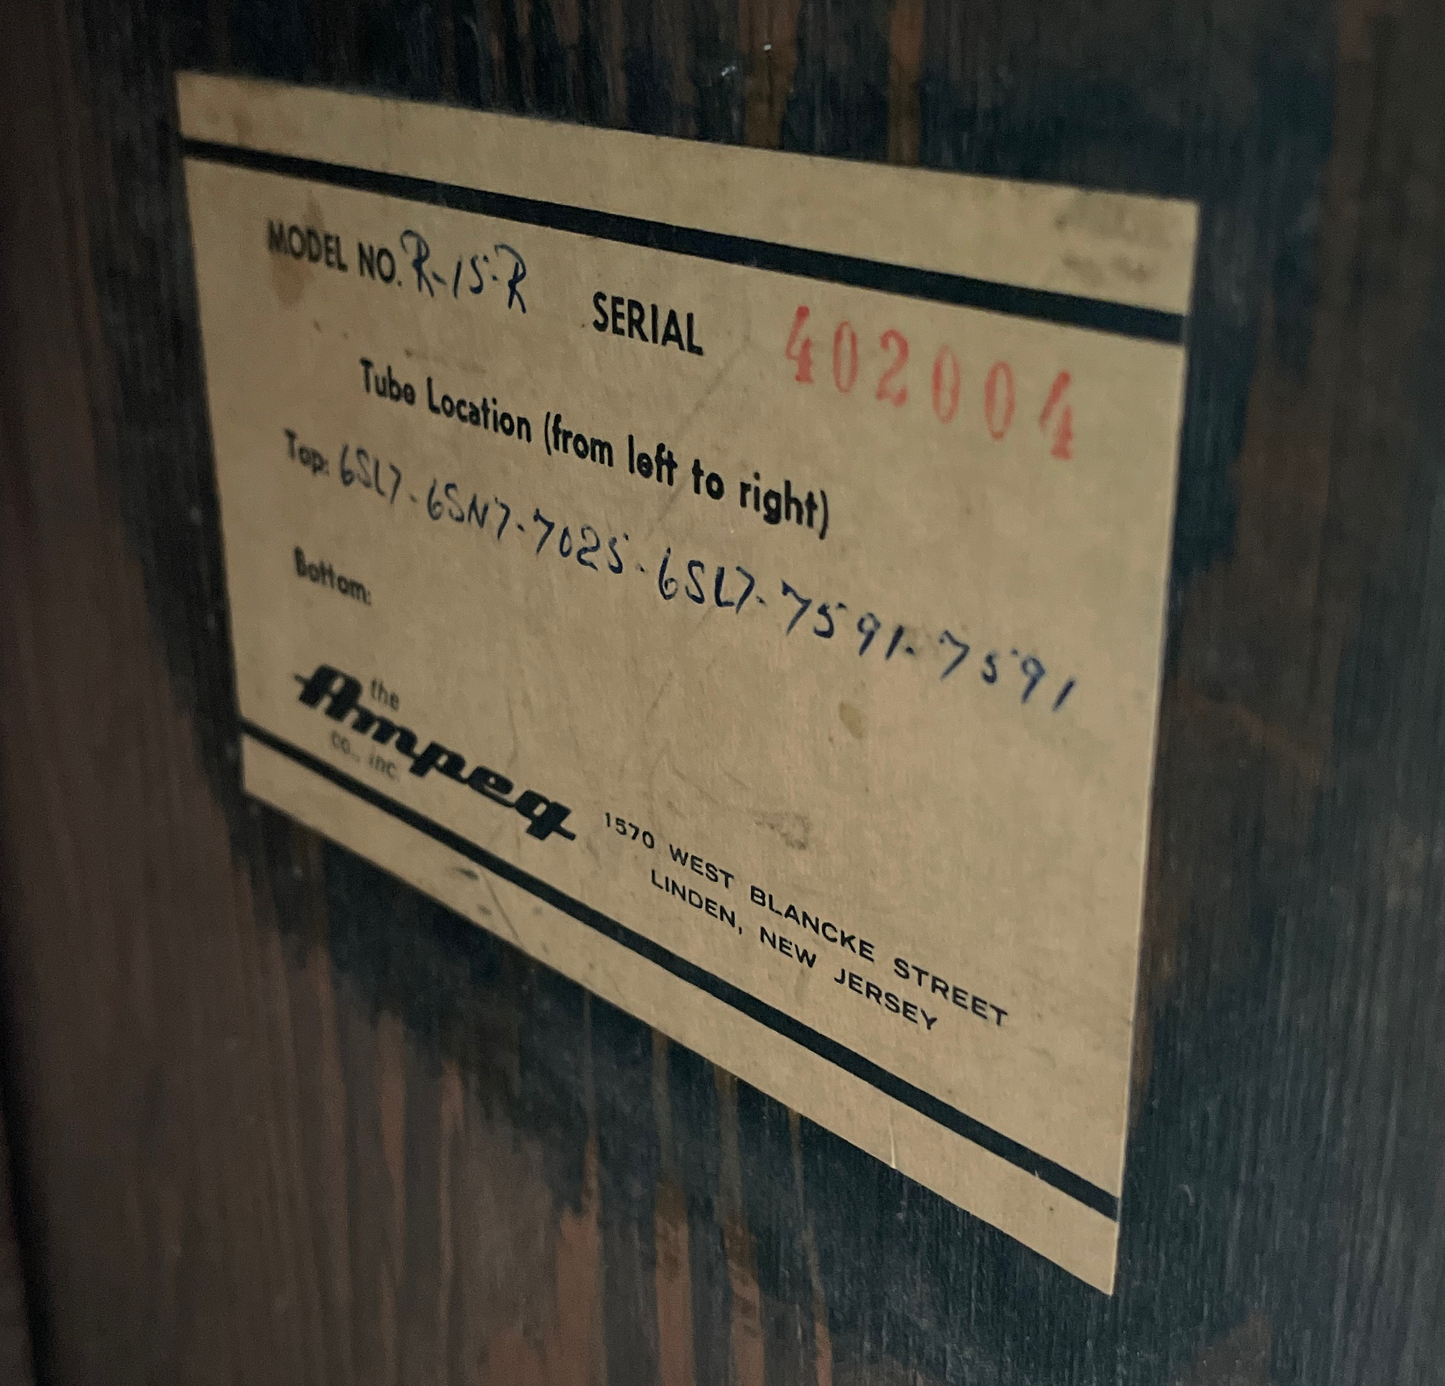 MODEL NO. R-15-R SERIAL 402004
Tube Location (from left to right)
Top: 6SL7-6SN7-7025-6SL7-7591-7591
Bottom:
the
Ampeg
co., inc.
1570 WEST BLANCKE STREET
LINDEN, NEW JERSEY